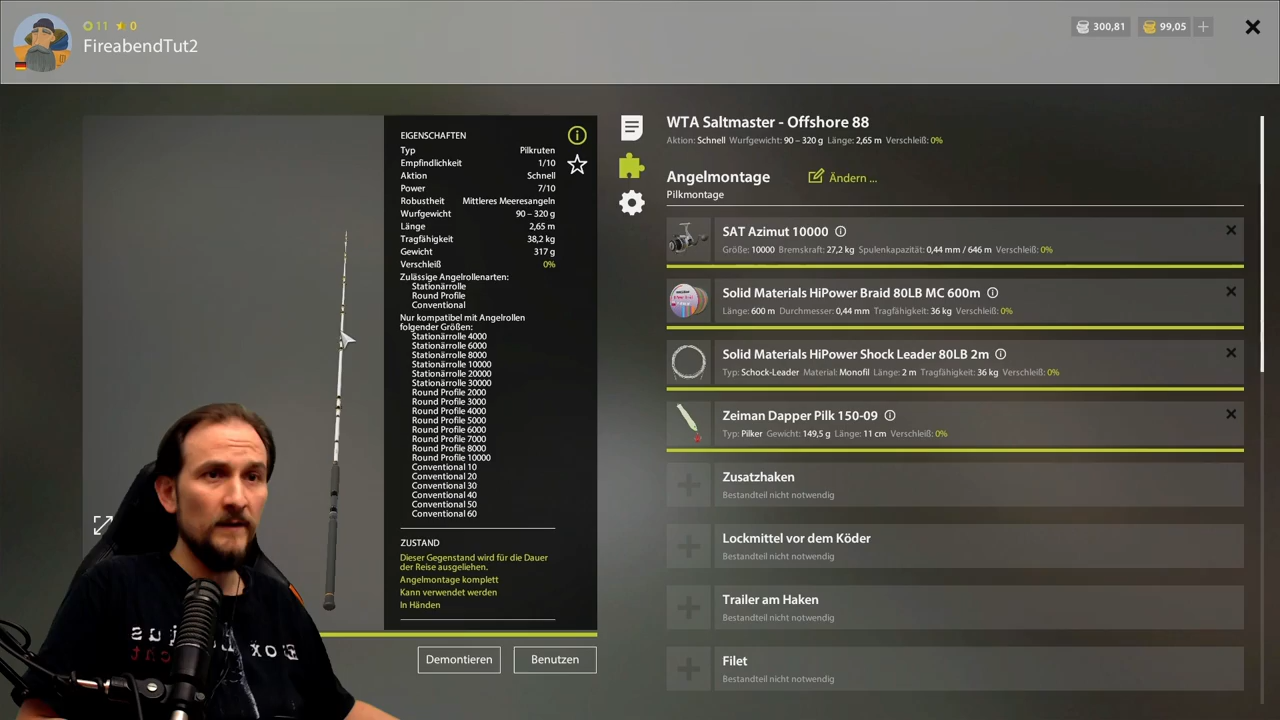 11 0
FireabendTut2
300,81
99,05
EIGENSCHAFTEN
Typ Pilkruten
Empfindlichkeit 1/10
Aktion Schnell
Power 7/10
Robustheit Mittleres Meeresangeln
Wurfgewicht 90 – 320 g
Länge 2,65 m
Tragfähigkeit 38,2 kg
Gewicht 317 g
Verschleiß 0%
Zulässige Angelrollenarten:
Stationärrolle
Round Profile
Conventional
Nur kompatibel mit Angelrollen
folgender Größen:
Stationärrolle 4000
Stationärrolle 6000
Stationärrolle 8000
Stationärrolle 10000
Stationärrolle 20000
Stationärrolle 30000
Round Profile 2000
Round Profile 3000
Round Profile 4000
Round Profile 5000
Round Profile 6000
Round Profile 7000
Round Profile 8000
Round Profile 10000
Conventional 10
Conventional 20
Conventional 30
Conventional 40
Conventional 50
Conventional 60
ZUSTAND
Dieser Gegenstand wird für die Dauer
der Reise ausgeliehen.
Angelmontage komplett
Kann verwendet werden
In Händen
Demontieren
Benutzen
WTA Saltmaster - Offshore 88
Aktion: Schnell Wurfgewicht: 90 – 320 g Länge: 2,65 m Verschleiß: 0%
Angelmontage
Ändern ...
Pilkmontage
SAT Azimut 10000
Größe: 10000 Bremskraft: 27,2 kg Spulenkapazität: 0,44 mm / 646 m Verschleiß: 0%
Solid Materials HiPower Braid 80LB MC 600m
Länge: 600 m Durchmesser: 0,44 mm Tragfähigkeit: 36 kg Verschleiß: 0%
Solid Materials HiPower Shock Leader 80LB 2m
Typ: Schock-Leader Material: Monofil Länge: 2 m Tragfähigkeit: 36 kg Verschleiß: 0%
Zeiman Dapper Pilk 150-09
Typ: Pilker Gewicht: 149,5 g Länge: 11 cm Verschleiß: 0%
Zusatzhaken
Bestandteil nicht notwendig
Lockmittel vor dem Köder
Bestandteil nicht notwendig
Trailer am Haken
Bestandteil nicht notwendig
Filet
Bestandteil nicht notwendig